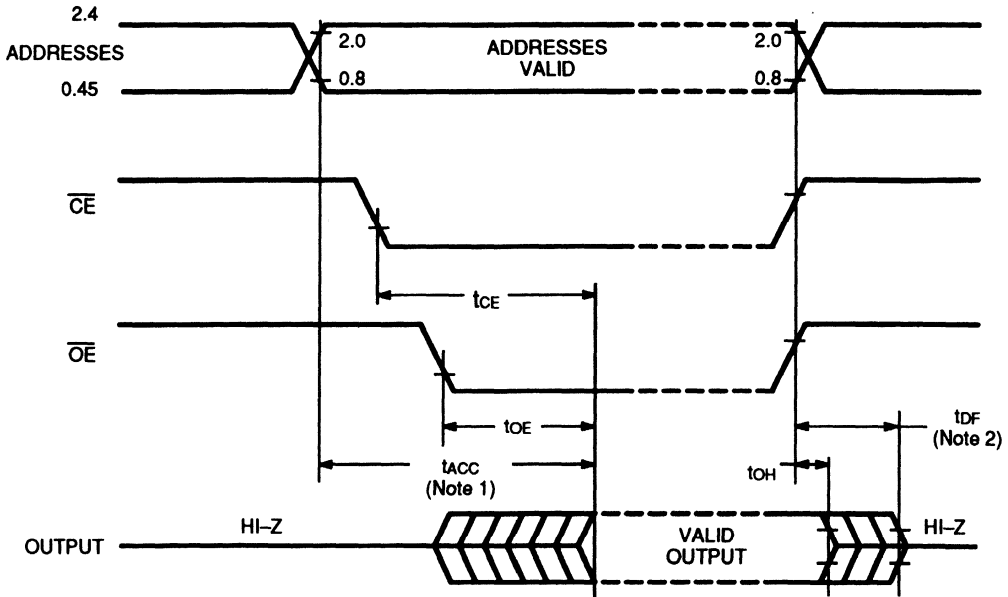 2.4
ADDRESSES
0.45
2.0
0.8
ADDRESSES
VALID
2.0
0.8
CE
tCE
OE
tOE
tACC
(Note 1)
tDF
(Note 2)
tOH
OUTPUT
HI–Z
VALID
OUTPUT
HI–Z